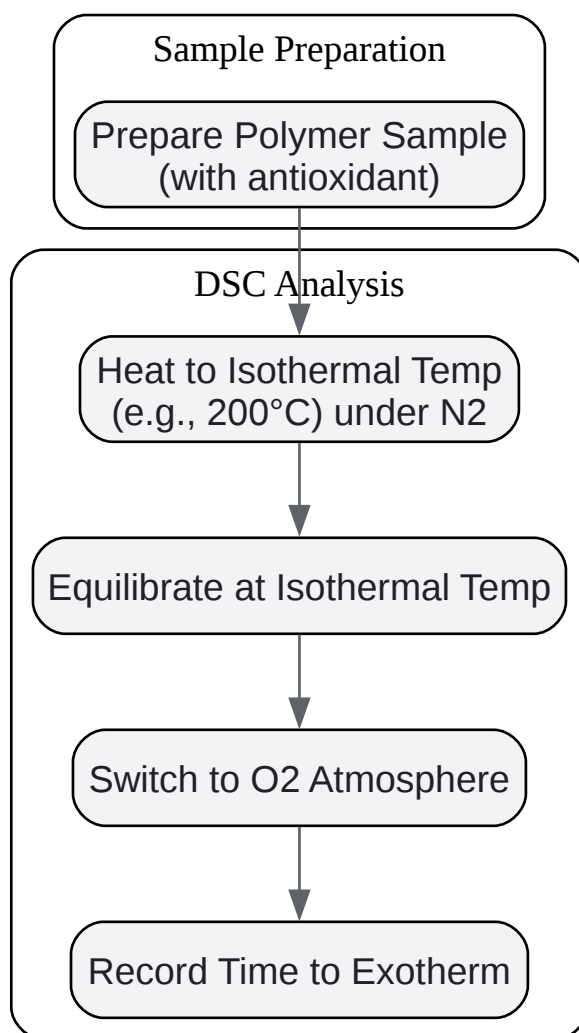 Sample Preparation
Prepare Polymer Sample
(with antioxidant)
DSC Analysis
Heat to Isothermal Temp
(e.g., 200°C) under N2
Equilibrate at Isothermal Temp
Switch to O2 Atmosphere
Record Time to Exotherm